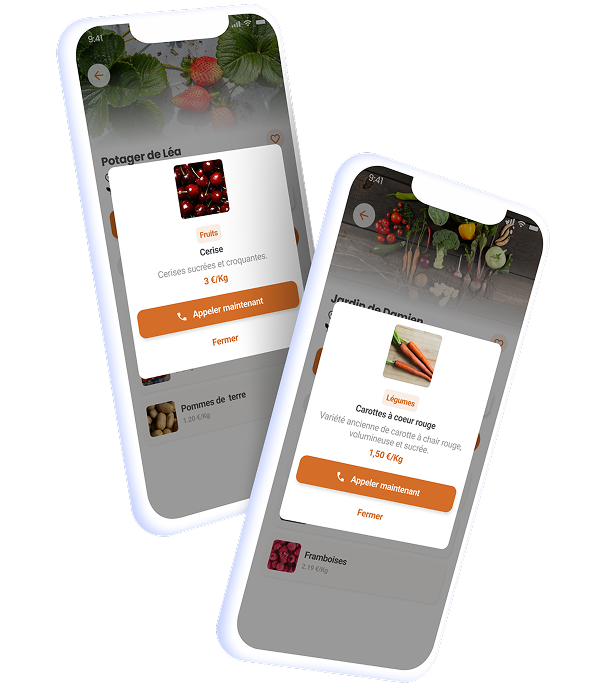 9:41
Potager de Léa
Fruits
Cerise
Cerises sucrées et croquantes.
3 €/Kg
Appeler maintenant
Fermer
Pommes de terre
1.20 €/Kg
9:41
Jardin de Damien
Légumes
Carottes à coeur rouge
Variété ancienne de carotte à chair rouge,
volumineuse et sucrée.
1,50 €/Kg
Appeler maintenant
Fermer
Framboises
2,19 €/Kg